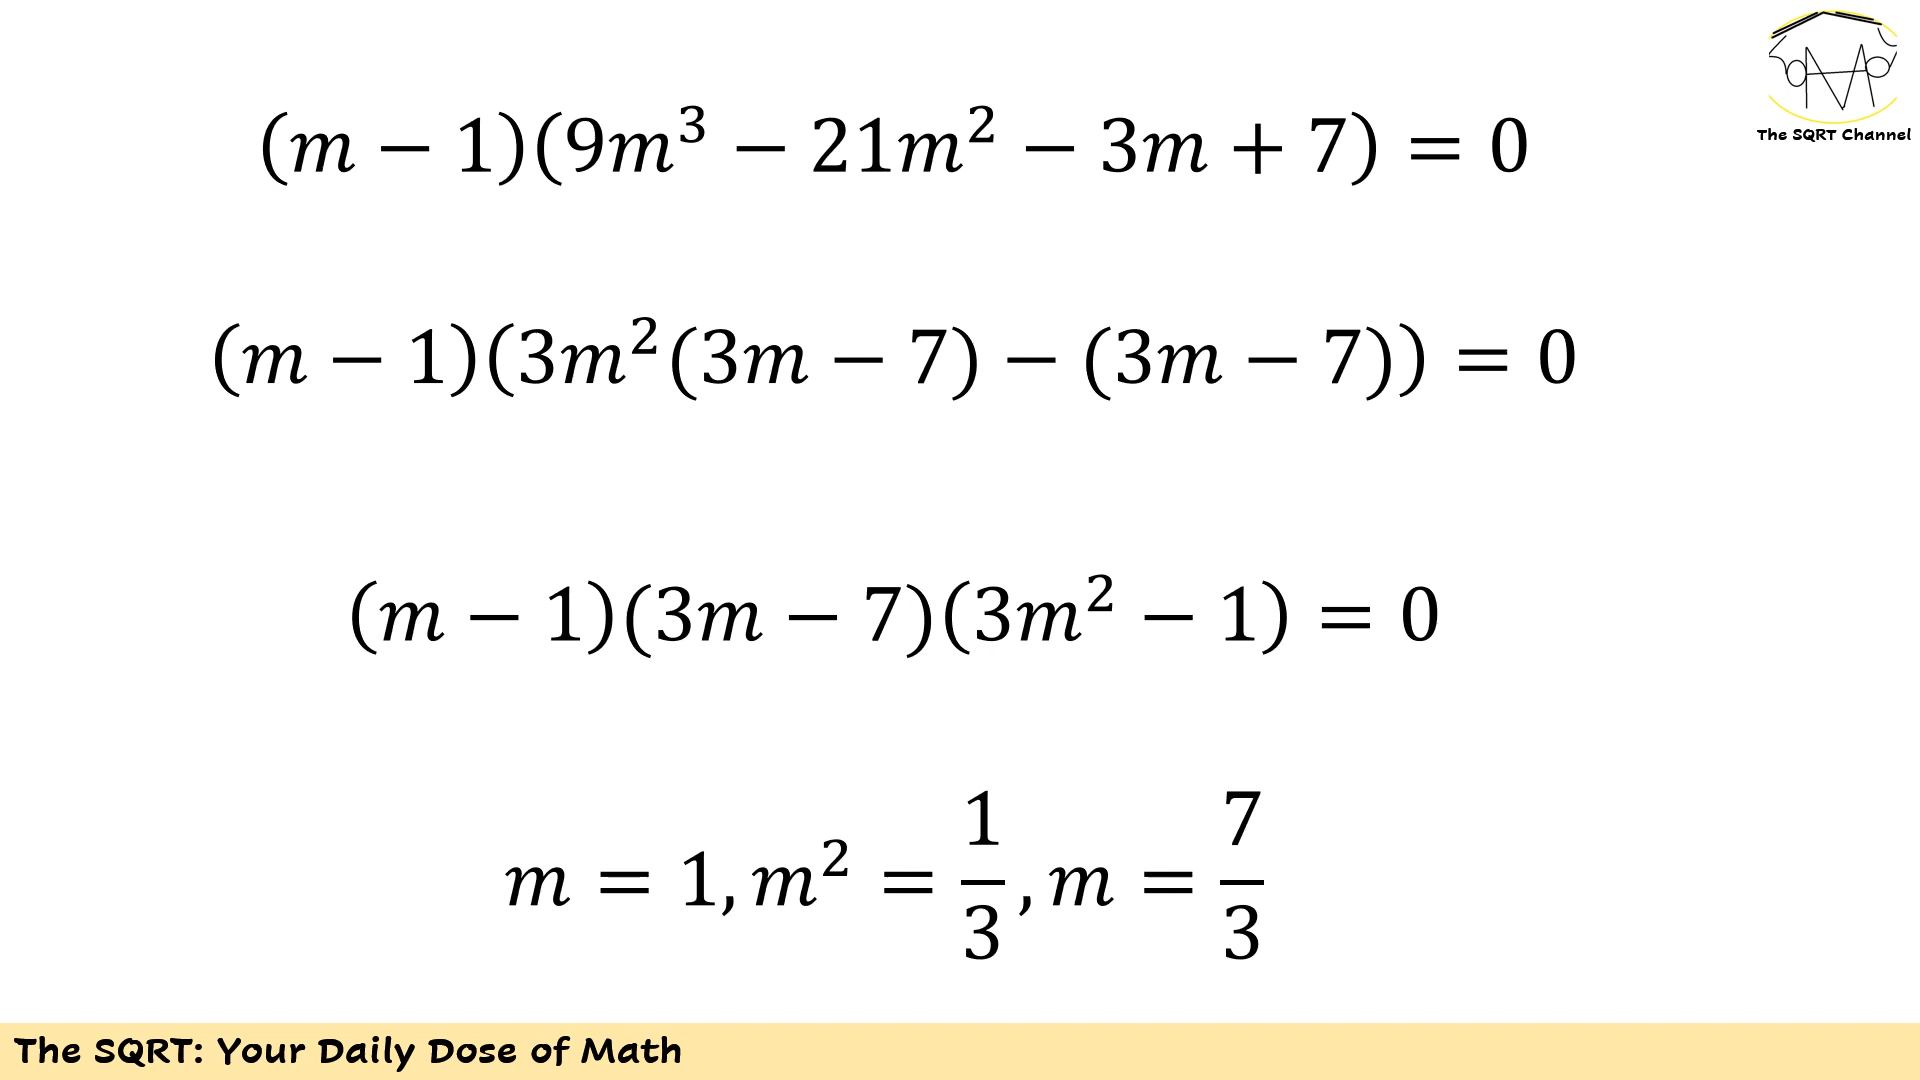 (m − 1)(9m³ − 21m² − 3m + 7) = 0
The SQRT Channel
(m − 1)(3m²(3m − 7) − (3m − 7)) = 0
(m − 1)(3m − 7)(3m² − 1) = 0
m = 1, m² = 1/3, m = 7/3
The SQRT: Your Daily Dose of Math